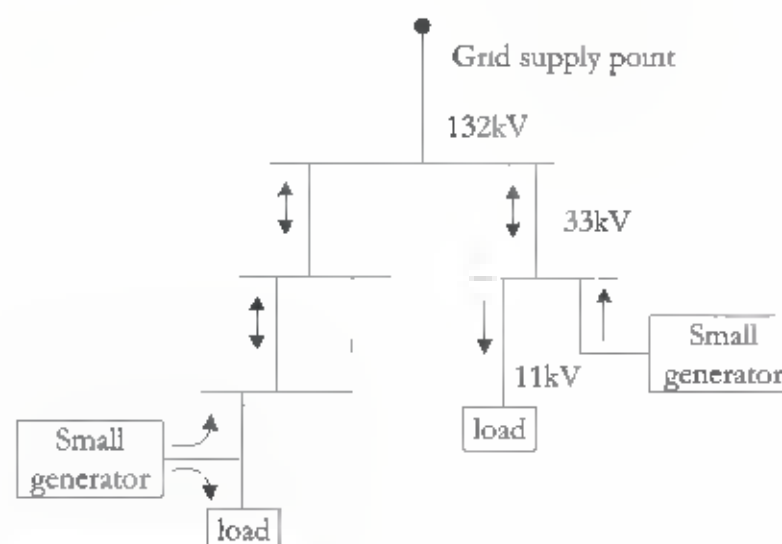 Grid supply point
132kV
33kV
Small
generator
11kV
load
Small
generator
load